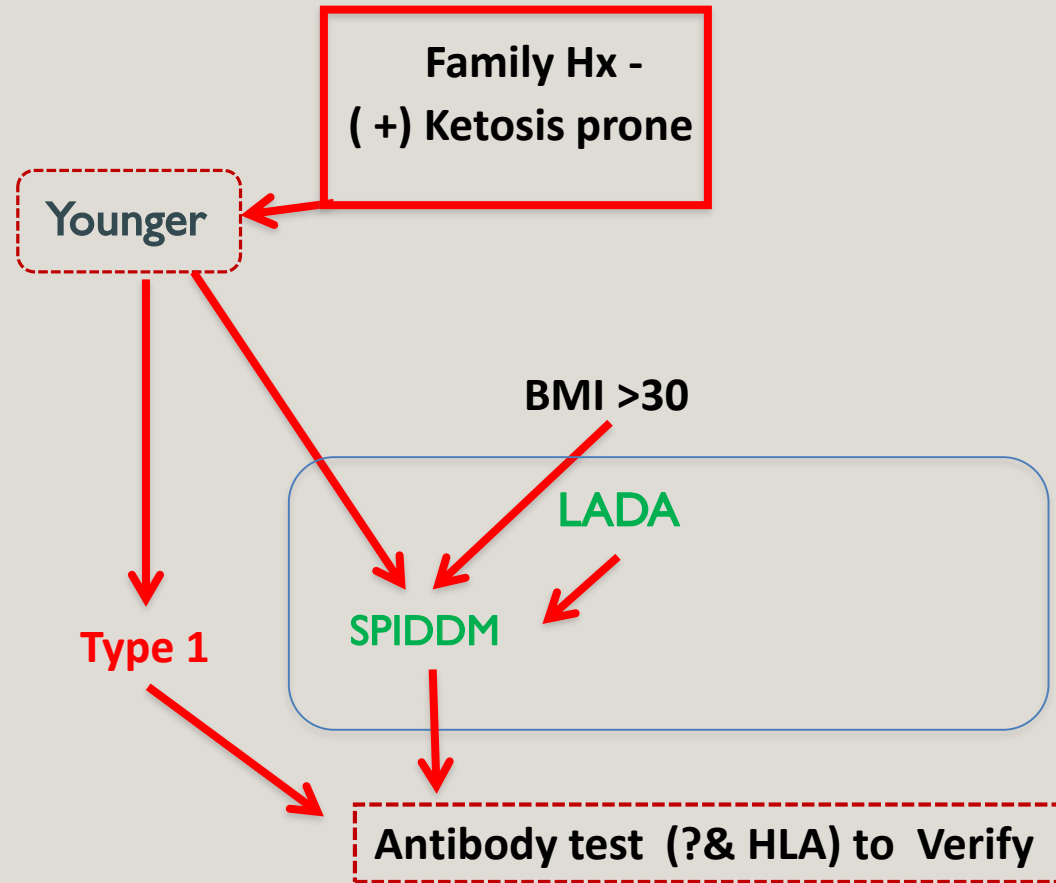 Family Hx -
( +) Ketosis prone
Younger
BMI >30
LADA
SPIDDM
Type 1
Antibody test (?& HLA) to Verify